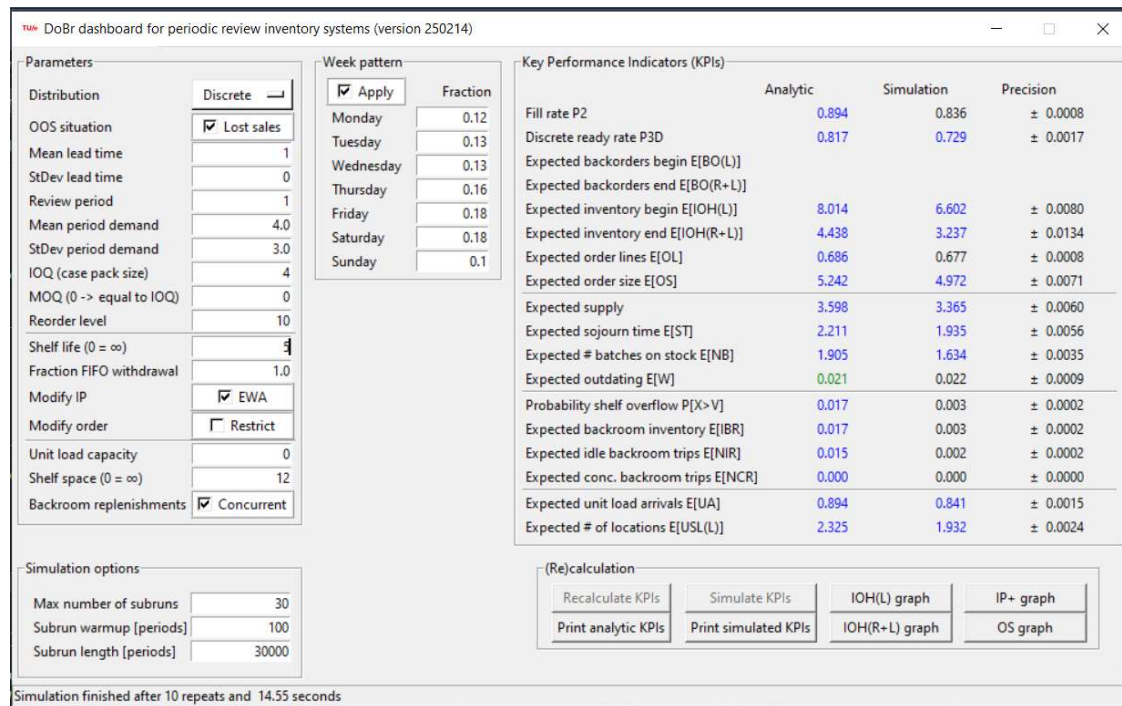 TU/e DoBr dashboard for periodic review inventory systems (version 250214)
Parameters
Distribution Discrete
OOS situation Lost sales
Mean lead time 1
StDev lead time 0
Review period 1
Mean period demand 4.0
StDev period demand 3.0
IOQ (case pack size) 4
MOQ (0 -> equal to IOQ) 0
Reorder level 10
Shelf life (0 = ∞) 5
Fraction FIFO withdrawal 1.0
Modify IP EWA
Modify order Restrict
Unit load capacity 0
Shelf space (0 = ∞) 12
Backroom replenishments Concurrent
Week pattern
Apply Fraction
Monday 0.12
Tuesday 0.13
Wednesday 0.13
Thursday 0.16
Friday 0.18
Saturday 0.18
Sunday 0.1
Key Performance Indicators (KPIs)
Analytic Simulation Precision
Fill rate P2 0.894 0.836 ± 0.0008
Discrete ready rate P3D 0.817 0.729 ± 0.0017
Expected backorders begin E[BO(L)]
Expected backorders end E[BO(R+L)]
Expected inventory begin E[IOH(L)] 8.014 6.602 ± 0.0080
Expected inventory end E[IOH(R+L)] 4.438 3.237 ± 0.0134
Expected order lines E[OL] 0.686 0.677 ± 0.0008
Expected order size E[OS] 5.242 4.972 ± 0.0071
Expected supply 3.598 3.365 ± 0.0060
Expected sojourn time E[ST] 2.211 1.935 ± 0.0056
Expected # batches on stock E[NB] 1.905 1.634 ± 0.0035
Expected outdating E[W] 0.021 0.022 ± 0.0009
Probability shelf overflow P[X>V] 0.017 0.003 ± 0.0002
Expected backroom inventory E[IBR] 0.017 0.003 ± 0.0002
Expected idle backroom trips E[NIR] 0.015 0.002 ± 0.0002
Expected conc. backroom trips E[NCR] 0.000 0.000 ± 0.0000
Expected unit load arrivals E[UA] 0.894 0.841 ± 0.0015
Expected # of locations E[USL(L)] 2.325 1.932 ± 0.0024
Simulation options
Max number of subruns 30
Subrun warmup [periods] 100
Subrun length [periods] 30000
(Re)calculation
Recalculate KPIs Simulate KPIs IOH(L) graph IP+ graph
Print analytic KPIs Print simulated KPIs IOH(R+L) graph OS graph
Simulation finished after 10 repeats and 14.55 seconds